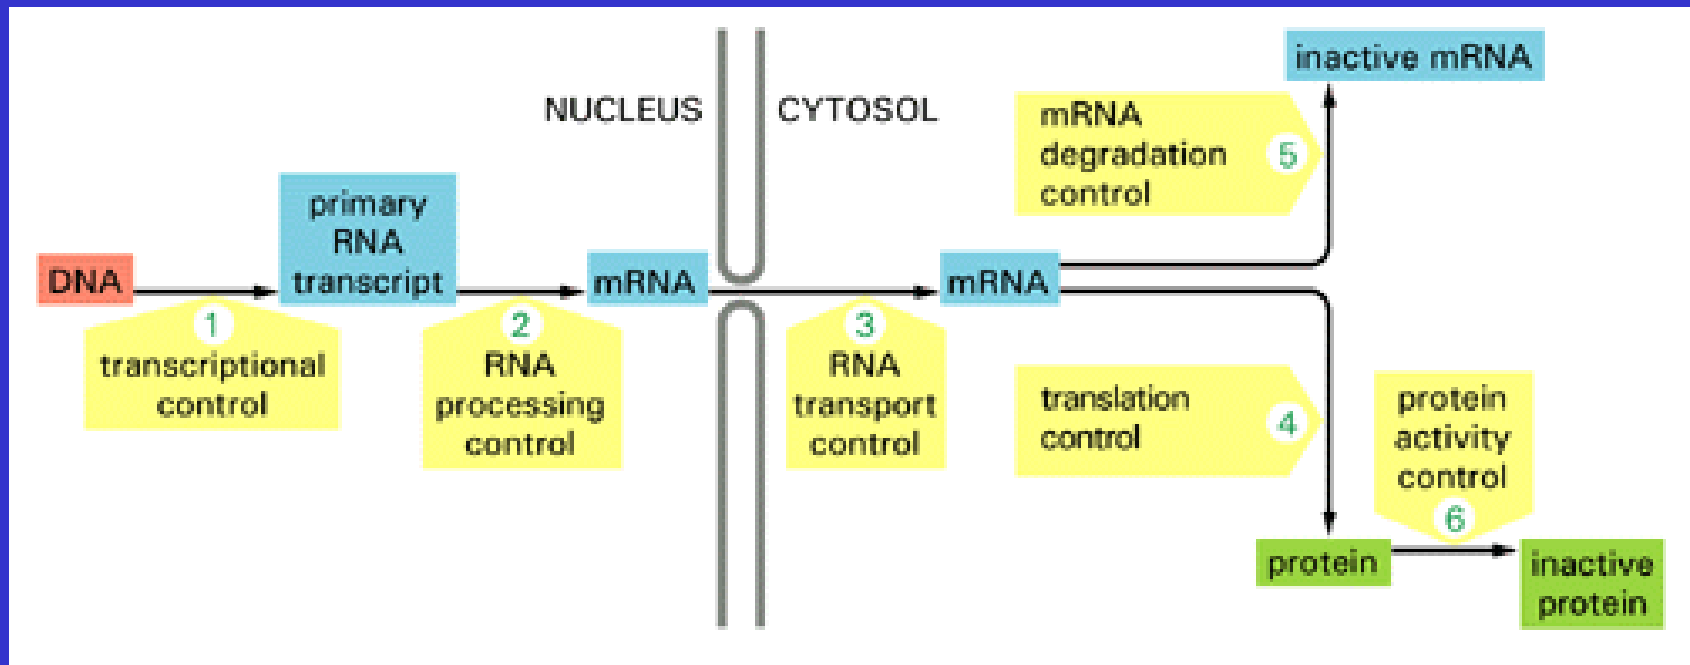 NUCLEUS
CYTOSOL
DNA
primary
RNA
transcript
mRNA
mRNA
inactive mRNA
1
transcriptional
control
2
RNA
processing
control
3
RNA
transport
control
mRNA
degradation
control
5
translation
control
4
protein
activity
control
6
protein
inactive
protein